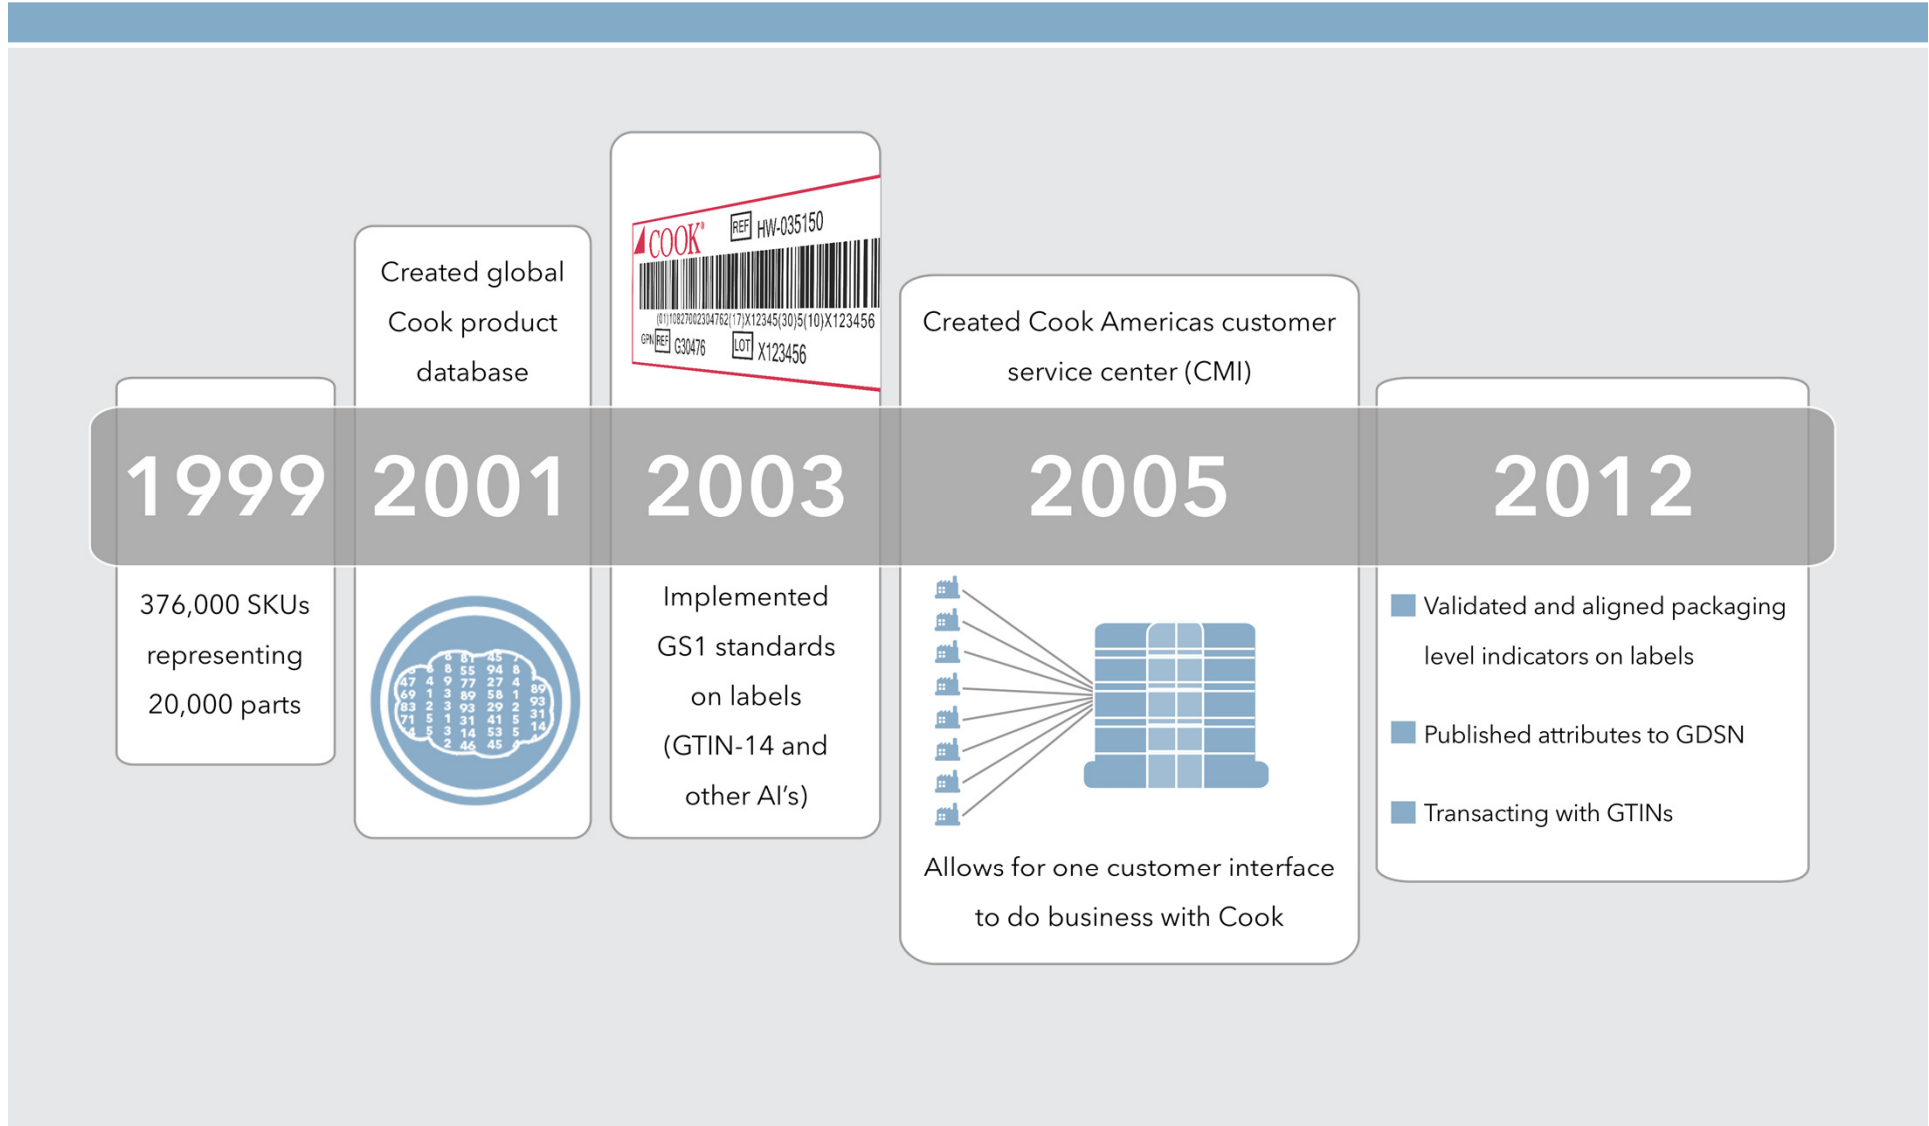 1999
376,000 SKUs
representing
20,000 parts
Created global
Cook product
database
2001
COOK®
REF HW-035150
(01)10827002304762(17)X12345(30)5(10)X123456
GPN REF G30476
LOT X123456
2003
Implemented
GS1 standards
on labels
(GTIN-14 and
other AI's)
Created Cook Americas customer
service center (CMI)
2005
Allows for one customer interface
to do business with Cook
2012
Validated and aligned packaging
level indicators on labels
Published attributes to GDSN
Transacting with GTINs